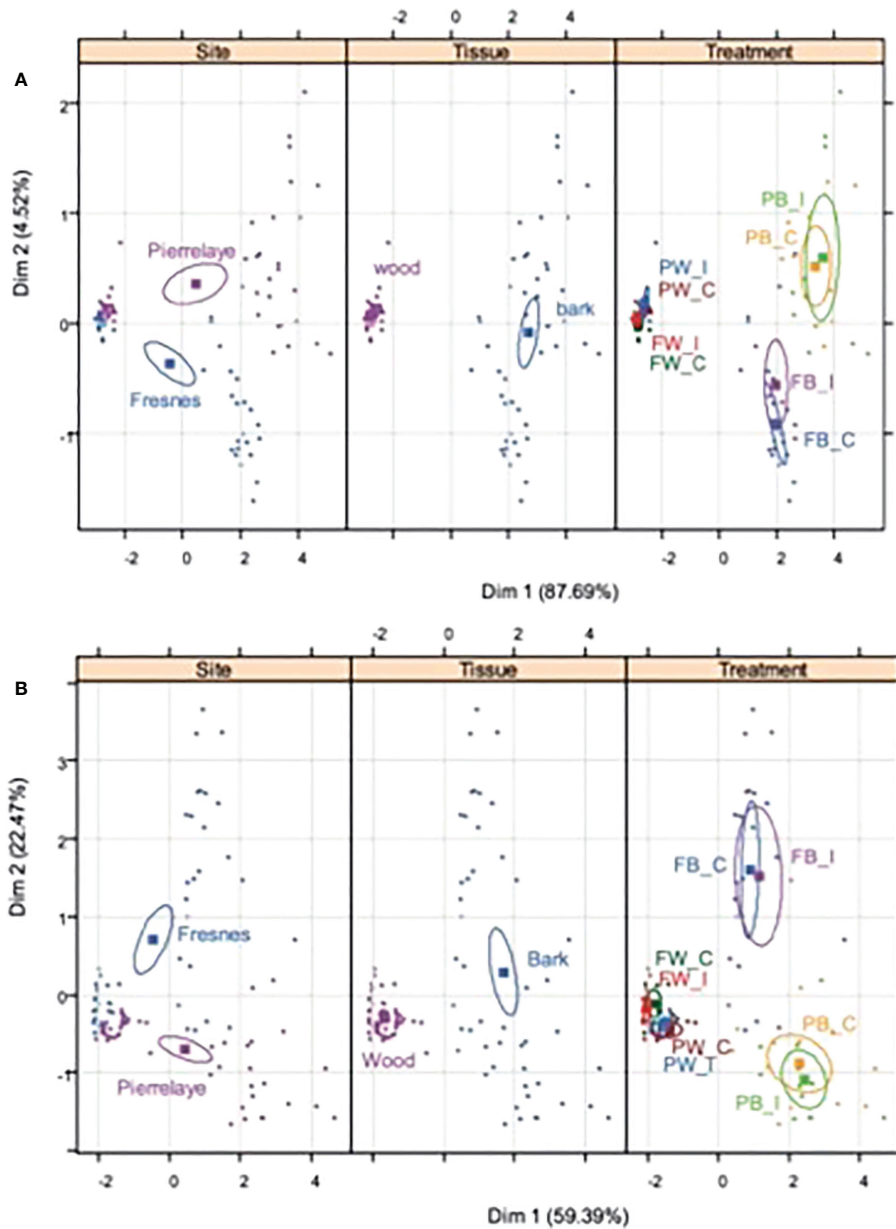 -2 0 2 4
A
Site Tissue Treatment
2
PB_I
1
PB_C
Pierrelaye
wood PW_I
PW_C
bark
0
FW_I
FW_C
FB_I
Fresnes
-1
FB_C
Dim 2 (4.52%)
-2 0 2 4 -2 0 2 4 -2 0 2 4
Dim 1 (87.69%)
-2 0 2 4
B
Site Tissue Treatment
3
2
FB_C FB_I
1
Fresnes Bark
FW_C
FW_I
0
PB_C
PW_C
Wood PW_I
-1
Pierrelaye
PB_I
Dim 2 (22.47%)
-2 0 2 4 -2 0 2 4
Dim 1 (59.39%)